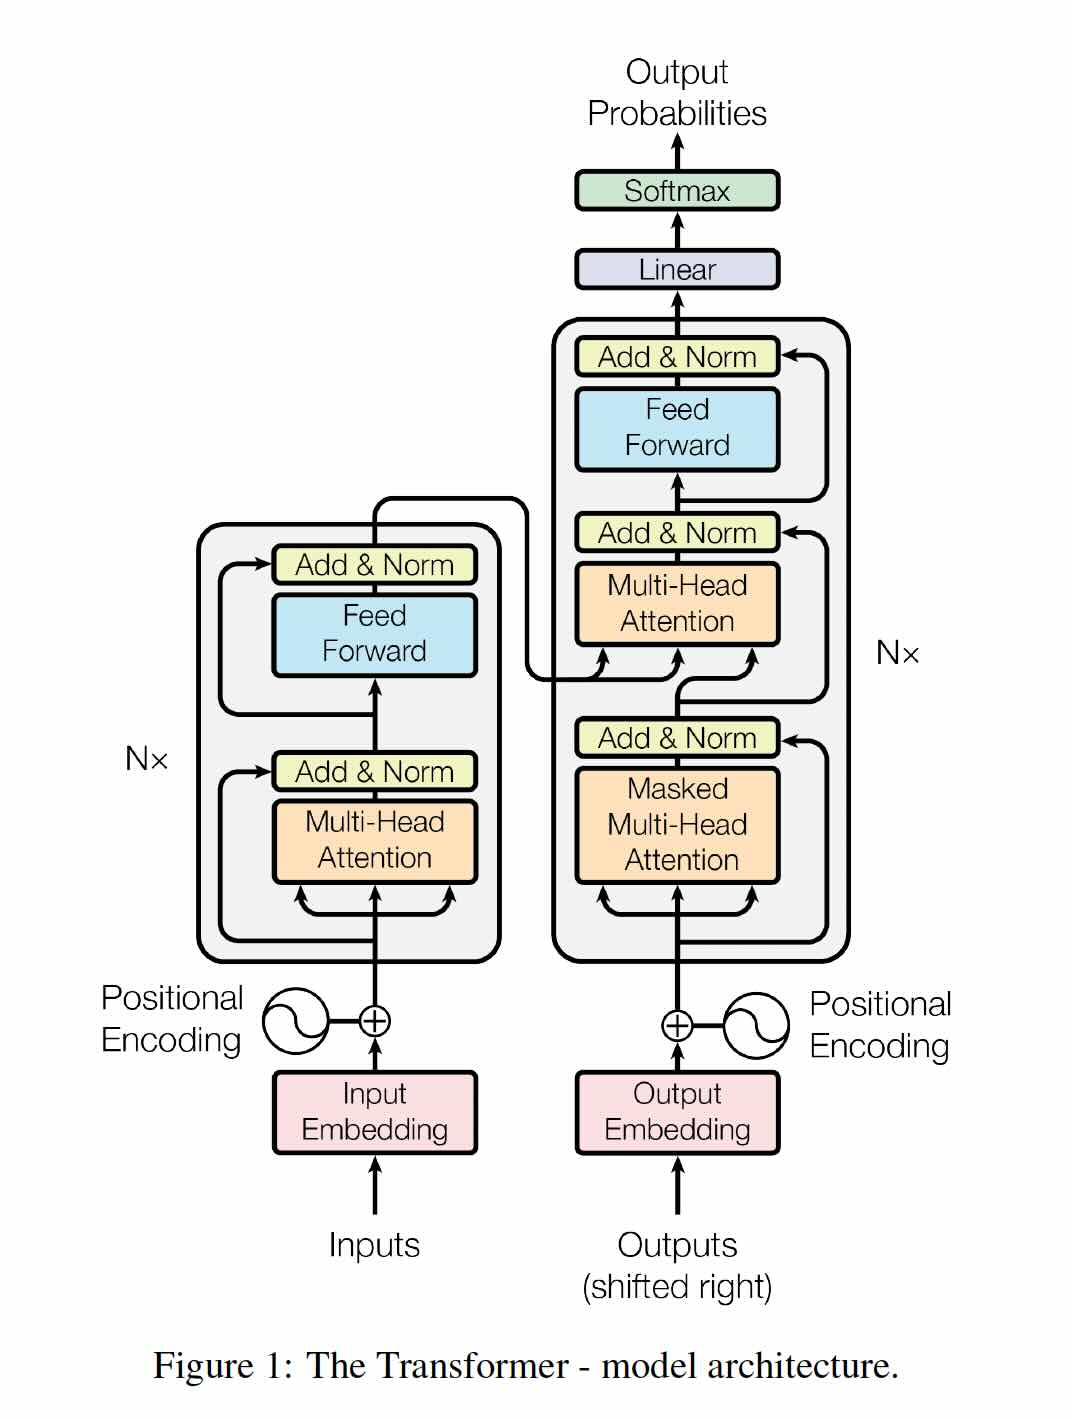 Output
Probabilities
Softmax
Linear
Add & Norm
Feed
Forward
Add & Norm
Multi-Head
Attention
Nx
Add & Norm
Masked
Multi-Head
Attention
Add & Norm
Feed
Forward
Nx
Add & Norm
Multi-Head
Attention
Positional
Encoding
Positional
Encoding
Input
Embedding
Output
Embedding
Inputs
Outputs
(shifted right)
Figure 1: The Transformer - model architecture.